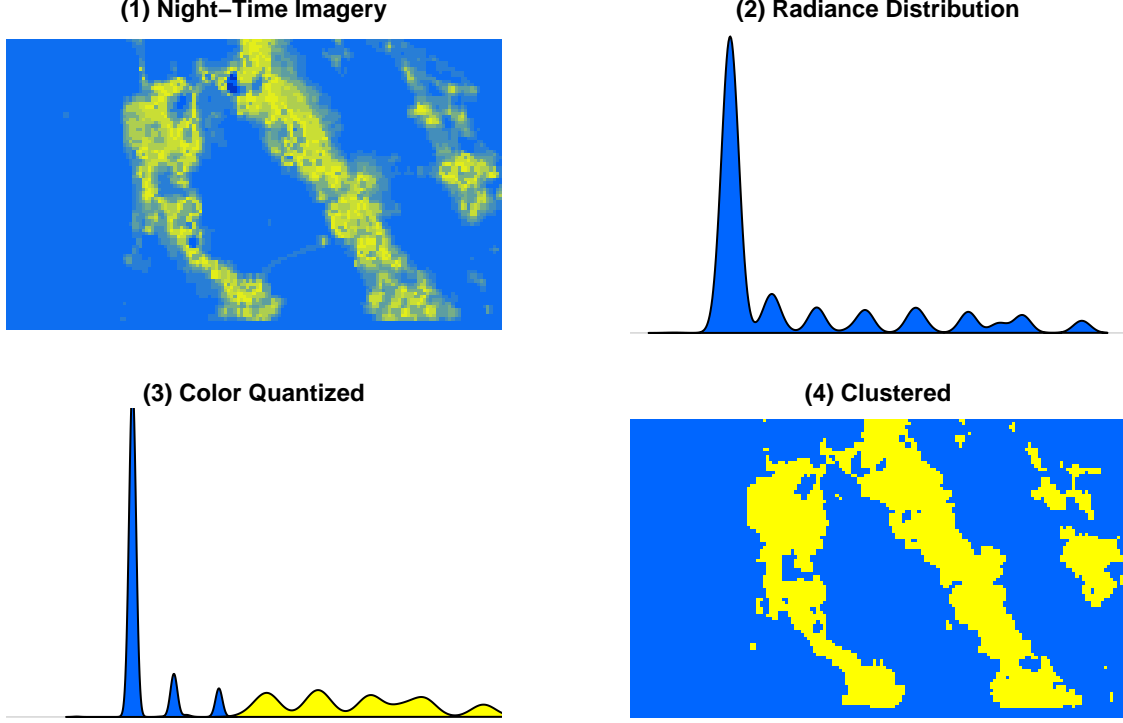 (1) Night−Time Imagery
(2) Radiance Distribution
(3) Color Quantized
(4) Clustered